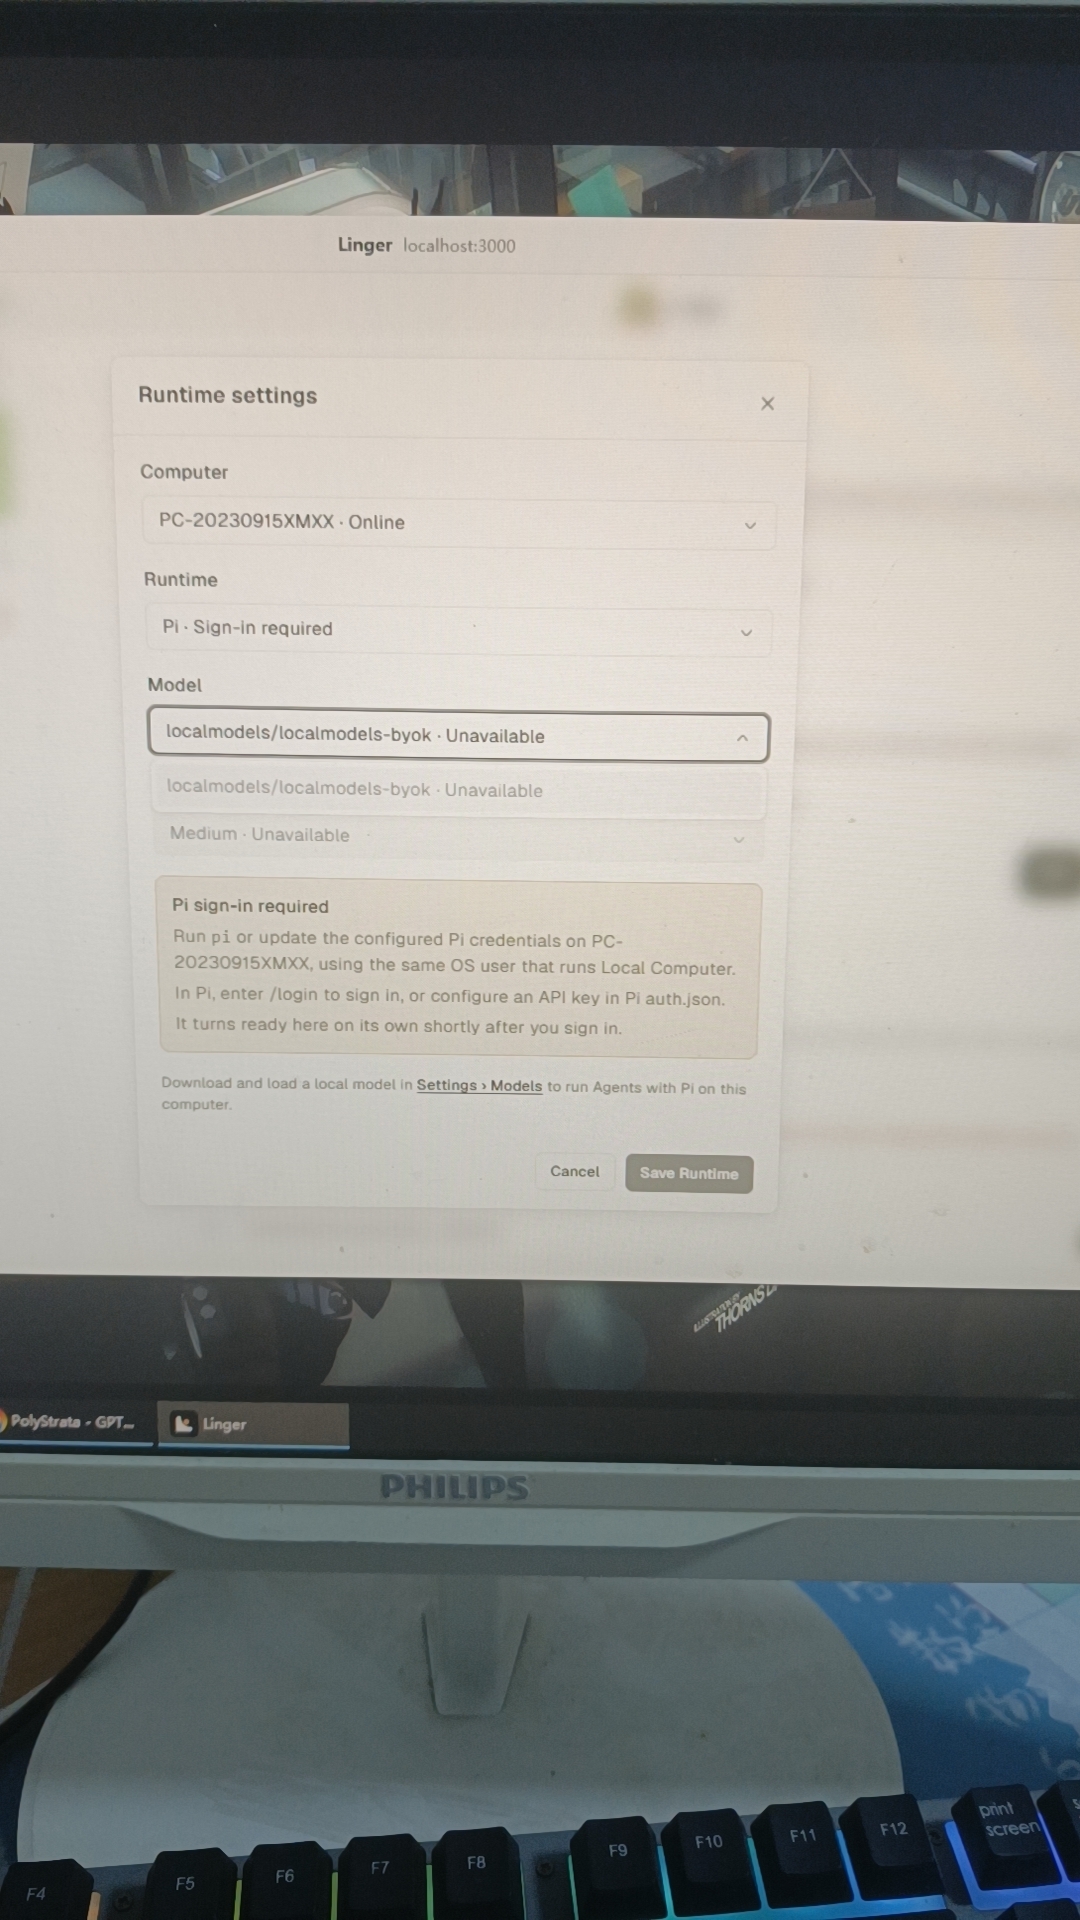 Linger localhost:3000
Runtime settings
Computer
PC-20230915XMXX · Online
Runtime
Pi · Sign-in required
Model
localmodels/localmodels-byok · Unavailable
localmodels/localmodels-byok · Unavailable
Medium · Unavailable
Pi sign-in required
Run pi or update the configured Pi credentials on PC-
20230915XMXX, using the same OS user that runs Local Computer.
In Pi, enter /login to sign in, or configure an API key in Pi auth.json.
It turns ready here on its own shortly after you sign in.
Download and load a local model in Settings › Models to run Agents with Pi on this
computer.
Cancel
Save Runtime
ILLUSTRATION BY
PolyStrata - GPT...
Linger
PHILIPS
F4
F5
F6
F7
F8
F9
F10
F11
F12
print
screen